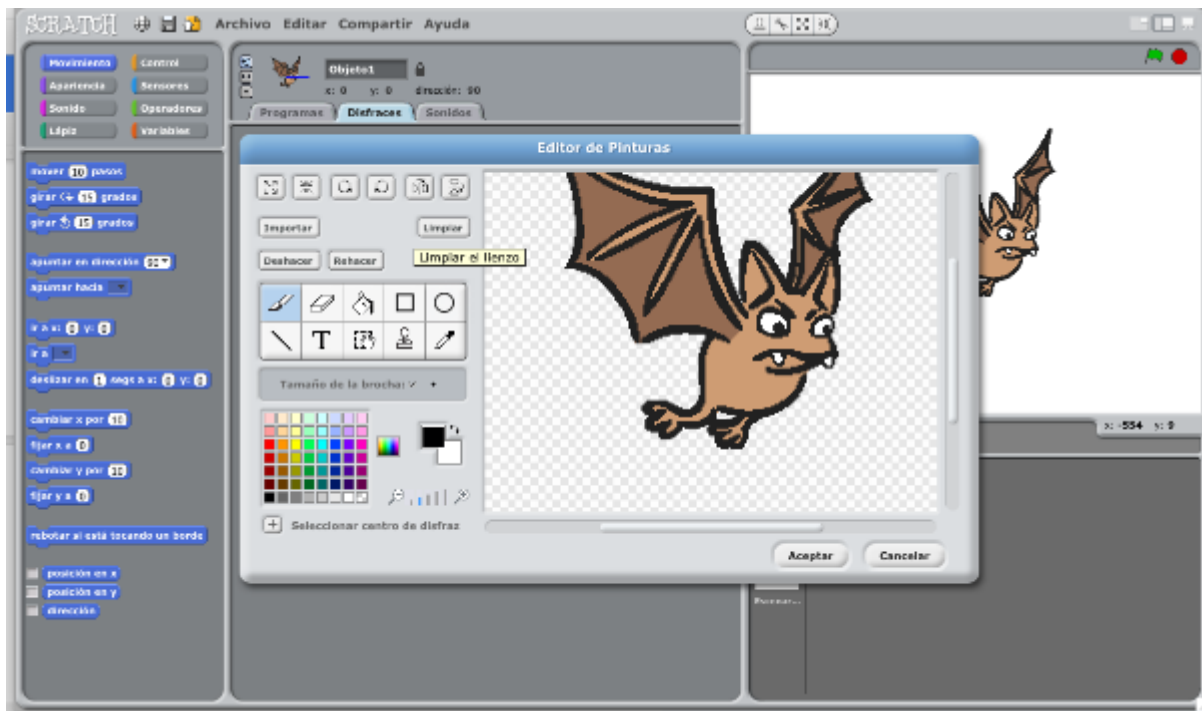 SCRATCH Archivo Editar Compartir Ayuda
Movimiento Control
Apariencia Sensores
Sonido Operadores
Lápiz Variables
Objeto1
x: 0 y: 0 dirección: 90
Programas Disfraces Sonidos
mover 10 pasos
girar 15 grados
girar 15 grados
apuntar en dirección 90
apuntar hacia
ir a x: 0 y: 0
ir a
deslizar en 1 segs a x: 0 y: 0
cambiar x por 10
fijar x a 0
cambiar y por 10
fijar y a 0
rebotar si está tocando un borde
posición en x
posición en y
dirección
Editor de Pinturas
Importar Limpiar
Deshacer Rehacer Limpiar el lienzo
T
Tamaño de la brocha:
Seleccionar centro de disfraz
Aceptar Cancelar
x: -554 y: 9